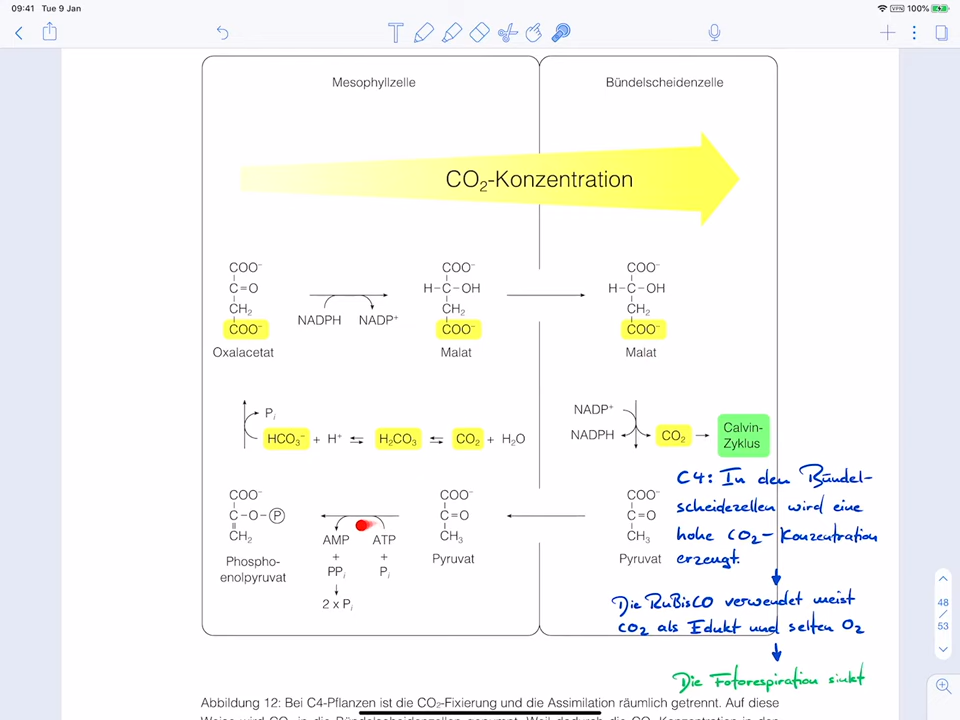 09:41 Tue 9 Jan
VPN 100%
Mesophyllzelle
Bündelscheidenzelle
CO₂-Konzentration
COO⁻
C=O
CH₂
COO⁻
Oxalacetat
NADPH NADP⁺
COO⁻
H–C–OH
CH₂
COO⁻
Malat
COO⁻
H–C–OH
CH₂
COO⁻
Malat
Pᵢ
HCO₃⁻ + H⁺ ⇌ H₂CO₃ ⇌ CO₂ + H₂O
NADP⁺
NADPH
CO₂ →
Calvin-
Zyklus
COO⁻
C–O–P
CH₂
Phospho-
enolpyruvat
AMP ATP
+ +
PPᵢ Pᵢ
↓
2 x Pᵢ
COO⁻
C=O
CH₃
Pyruvat
COO⁻
C=O
CH₃
Pyruvat
C4: In den Bündel-
scheidezellen wird eine
hohe CO₂-Konzentration
erzeugt.
Die RuBisCO verwendet meist
CO₂ als Edukt und selten O₂
Die Fotorespiration sinkt
48
/
53
Abbildung 12: Bei C4-Pflanzen ist die CO₂-Fixierung und die Assimilation räumlich getrennt. Auf diese